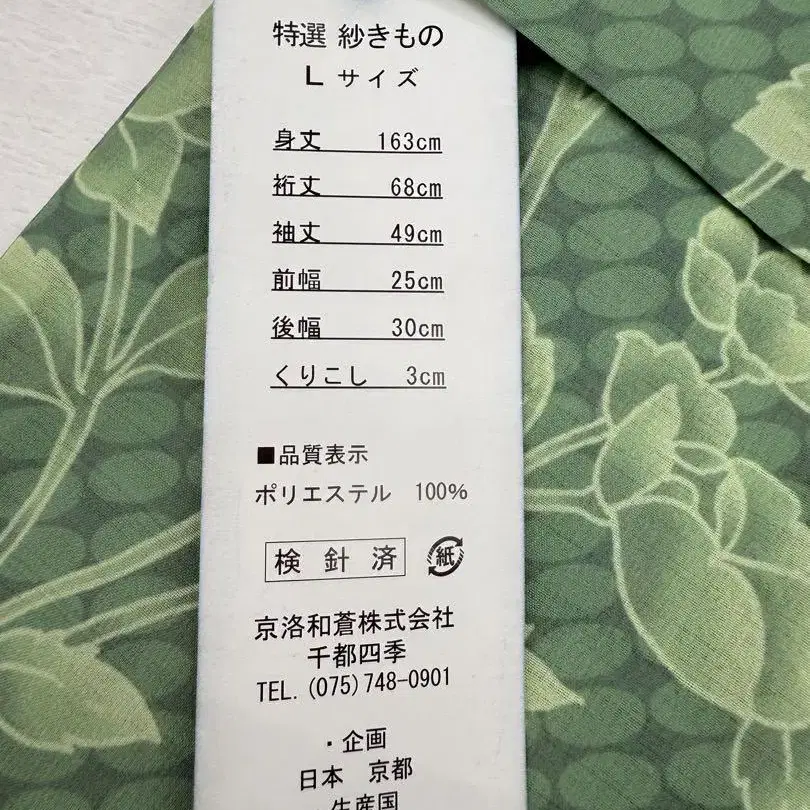 特選 紗きもの
L サイズ
身丈 163cm
裄丈 68cm
袖丈 49cm
前幅 25cm
後幅 30cm
くりこし 3cm
■品質表示
ポリエステル 100%
検針済
紙
京洛和蒼株式会社
千都四季
TEL. (075)748-0901
・企画
日本 京都
・生産国